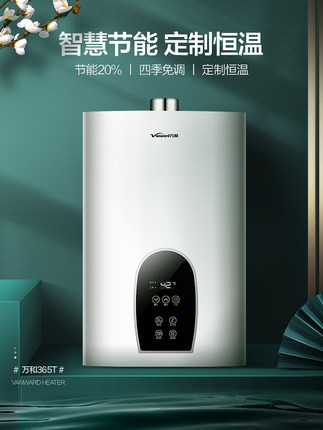 智慧节能 定制恒温
节能20% | 四季免调 | 定制恒温
Vanward万和
42°
# 万和365T #
VANWARD HEATER